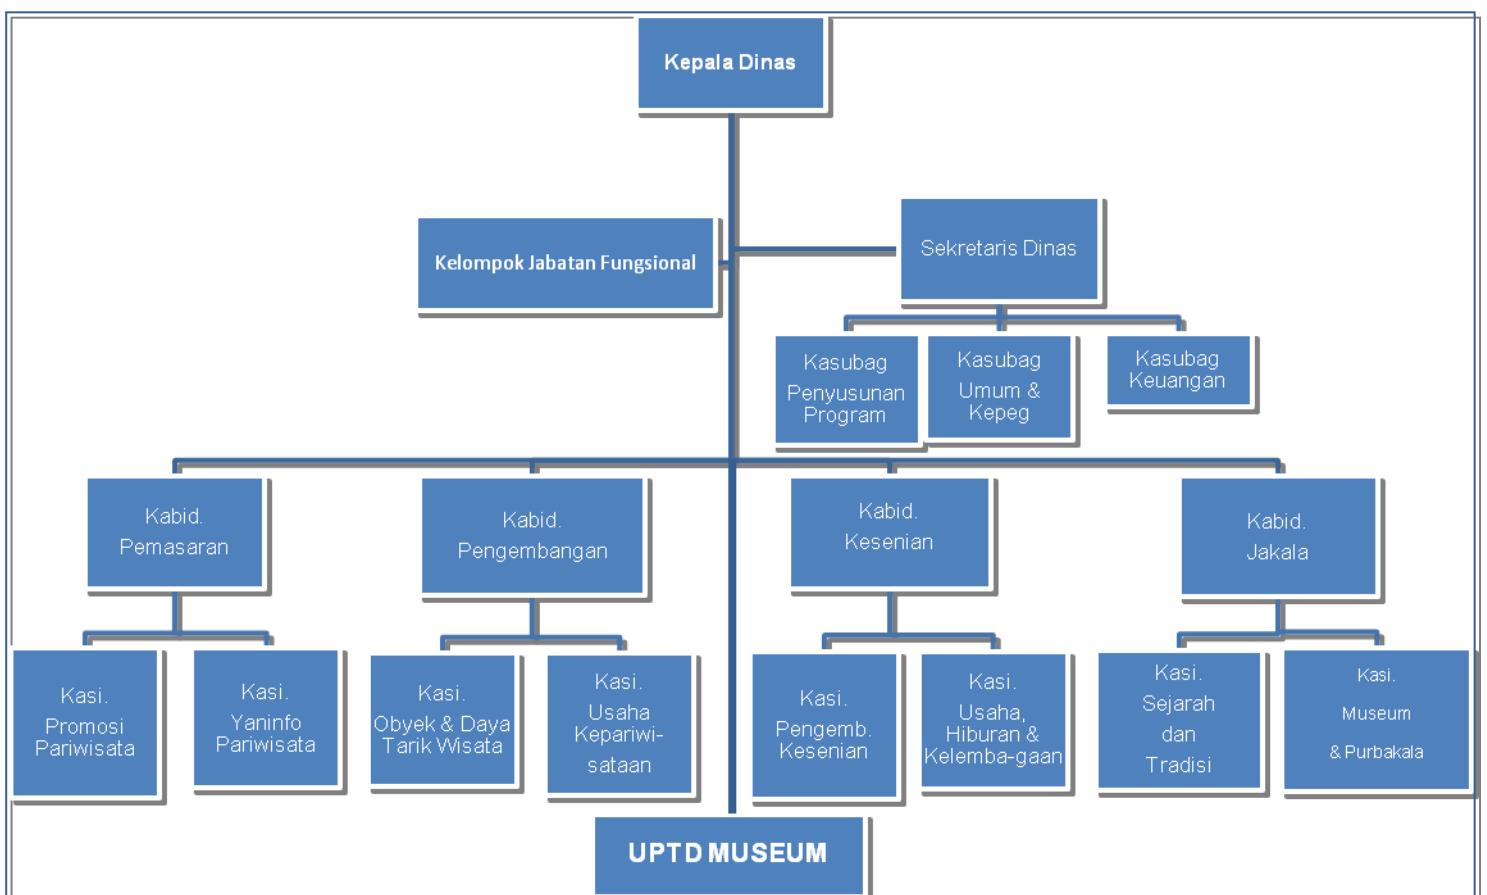 Kepala Dinas
Kelompok Jabatan Fungsional
Sekretaris Dinas
Kasubag
Penyusunan
Program
Kasubag
Umum &
Kepeg
Kasubag
Keuangan
Kabid.
Pemasaran
Kabid.
Pengembangan
Kabid.
Kesenian
Kabid.
Jakala
Kasi.
Promosi
Pariwisata
Kasi.
Yaninfo
Pariwisata
Kasi.
Obyek & Daya
Tarik Wisata
Kasi.
Usaha
Kepariwi-
sataan
Kasi.
Pengemb.
Kesenian
Kasi.
Usaha,
Hiburan &
Kelemba-gaan
Kasi.
Sejarah
dan
Tradisi
Kasi.
Museum
& Purbakala
UPTD MUSEUM